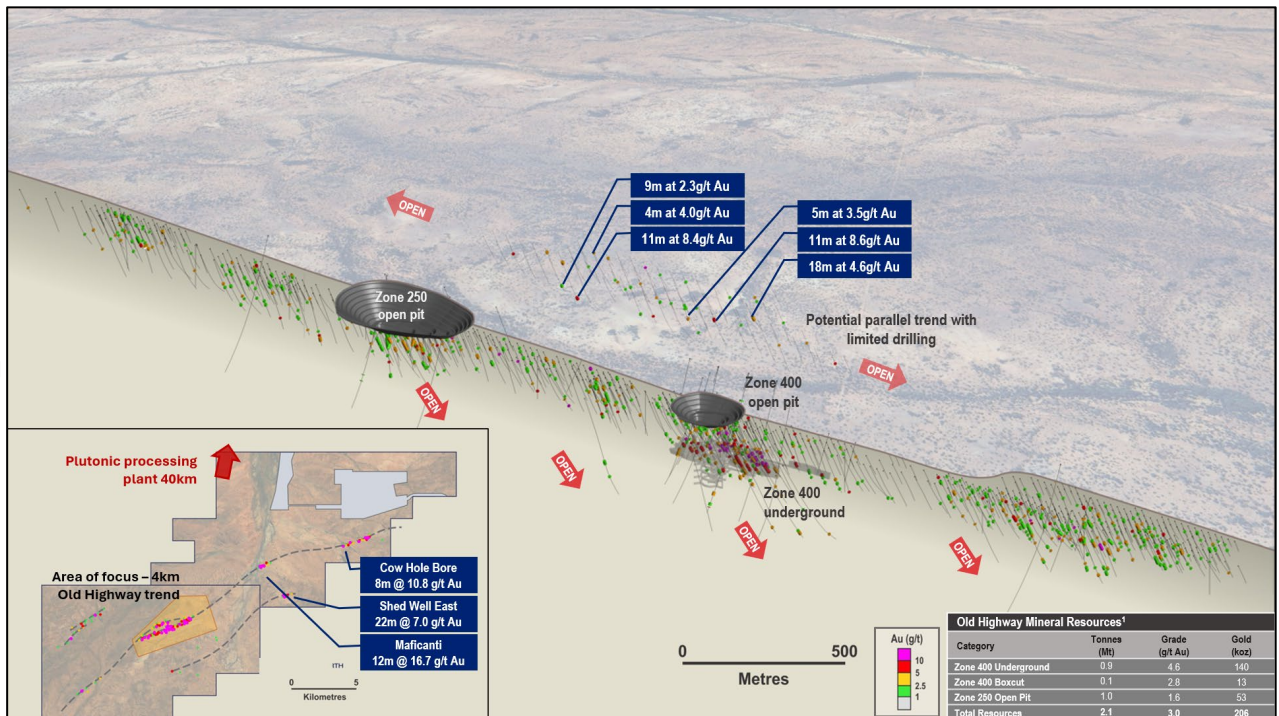 9m at 2.3g/t Au
4m at 4.0g/t Au
11m at 8.4g/t Au
5m at 3.5g/t Au
11m at 8.6g/t Au
18m at 4.6g/t Au
OPEN
Zone 250
open pit
Potential parallel trend with
limited drilling
OPEN
OPEN
Zone 400
open pit
OPEN
Zone 400
underground
OPEN
OPEN
Plutonic processing
plant 40km
Area of focus – 4km
Old Highway trend
Cow Hole Bore
8m @ 10.8 g/t Au
Shed Well East
22m @ 7.0 g/t Au
Maficanti
12m @ 16.7 g/t Au
ITH
0 5
Kilometres
0 500
Metres
Au (g/t)
10
5
2.5
1
Old Highway Mineral Resources¹
Category Tonnes (Mt) Grade (g/t Au) Gold (koz)
Zone 400 Underground 0.9 4.6 140
Zone 400 Boxcut 0.1 2.8 13
Zone 250 Open Pit 1.0 1.6 53
Total Resources 2.1 3.0 206